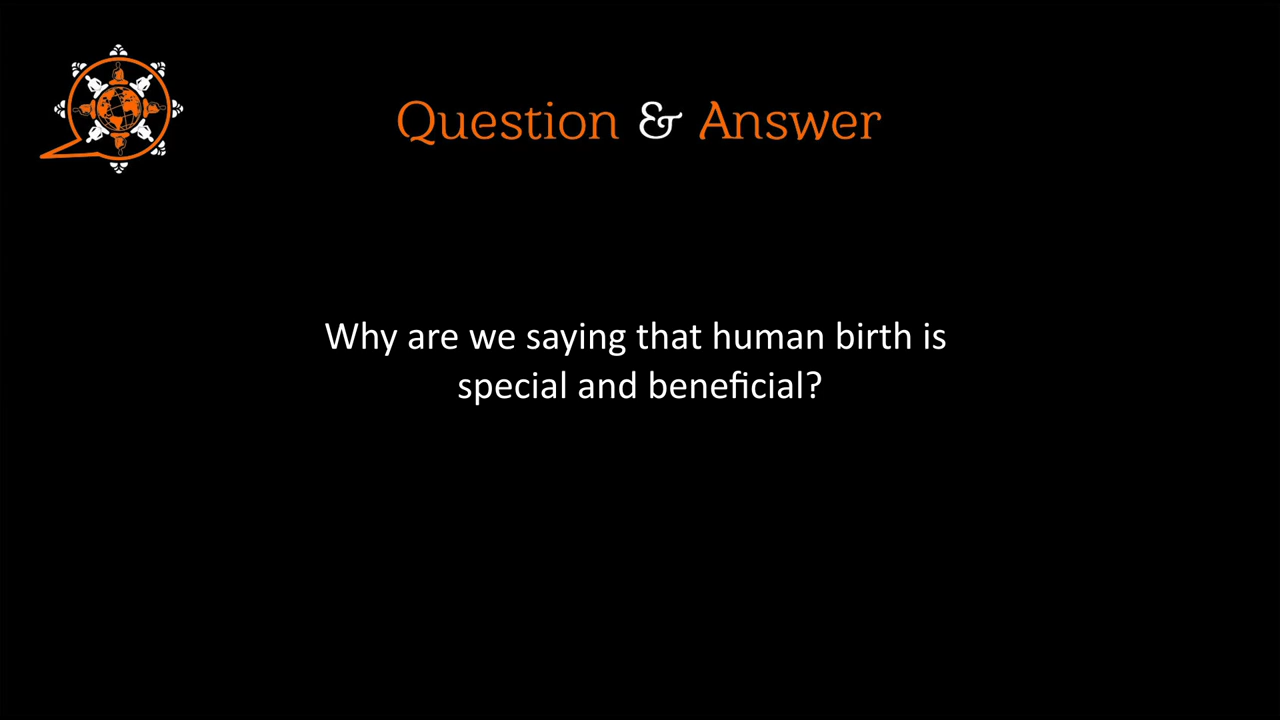 Question & Answer
Why are we saying that human birth is
special and beneficial?